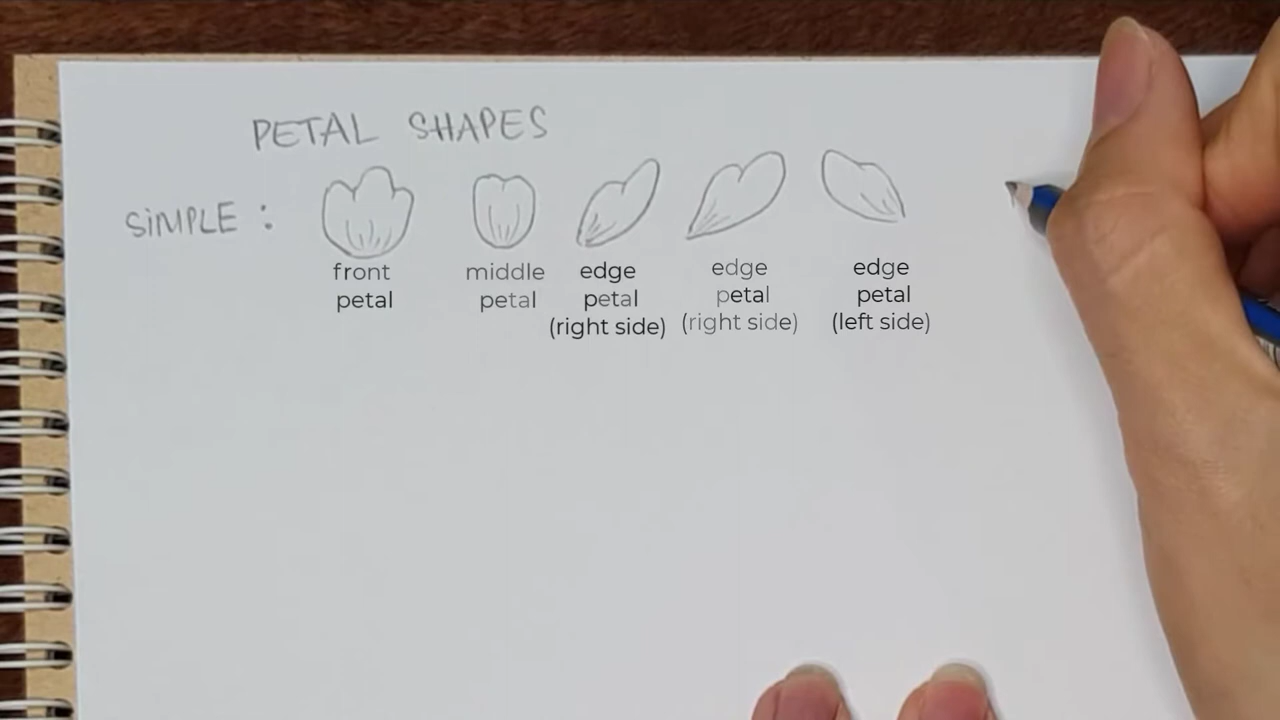 PETAL SHAPES
SiMPLE :
front
petal
middle
petal
edge
petal
(right side)
edge
petal
(right side)
edge
petal
(left side)